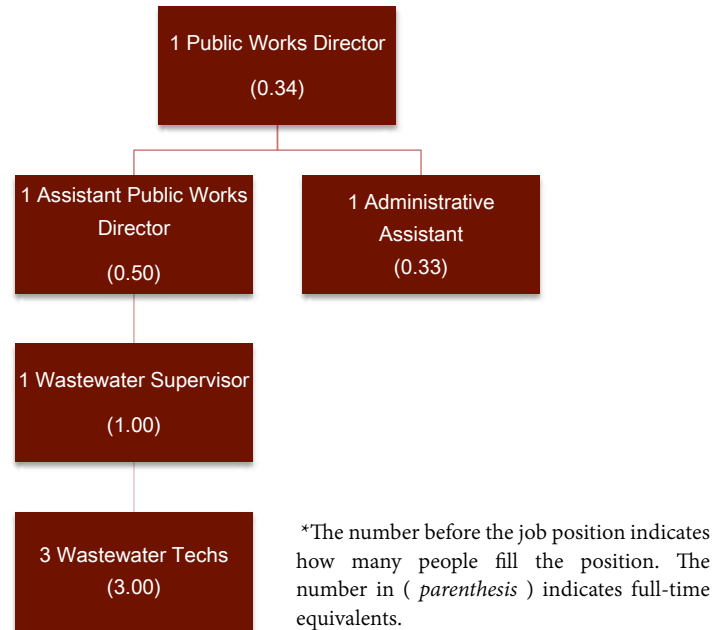 1 Public Works Director
(0.34)
1 Assistant Public Works
Director
(0.50)
1 Administrative
Assistant
(0.33)
1 Wastewater Supervisor
(1.00)
3 Wastewater Techs
(3.00)
*The number before the job position indicates
how many people fill the position. The
number in ( parenthesis ) indicates full-time
equivalents.